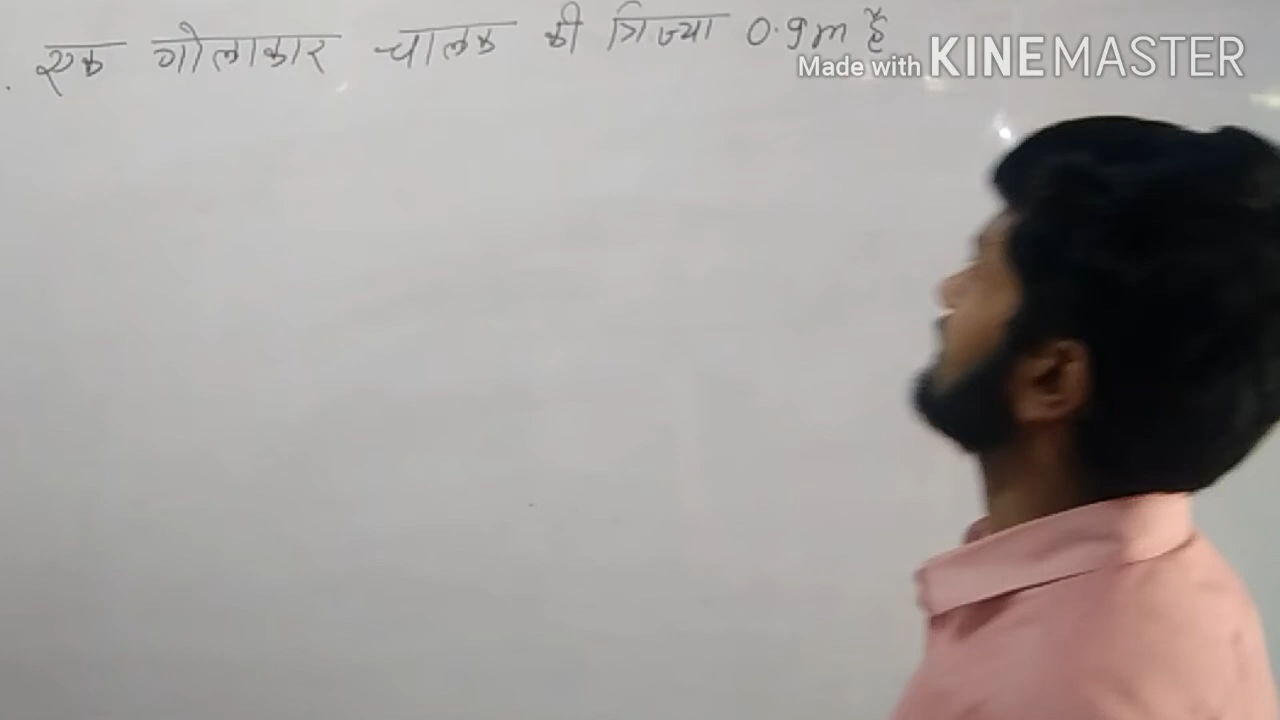 एक गोलाकार चालक की त्रिज्या 0.9m है
Made with KINEMASTER